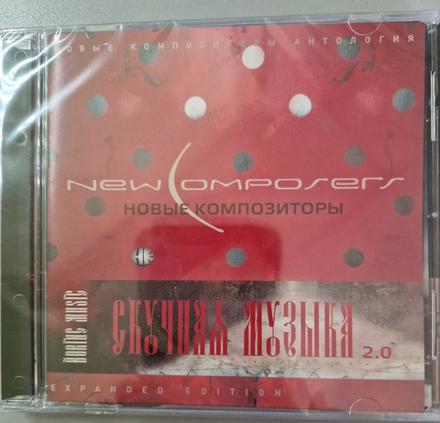 НОВЫЕ КОМПОЗИТОРЫ АНТОЛОГИЯ
New Composers
НОВЫЕ КОМПОЗИТОРЫ
BORING MUSIC
СКУЧНАЯ МУЗЫКА 2.0
EXPANDED EDITION